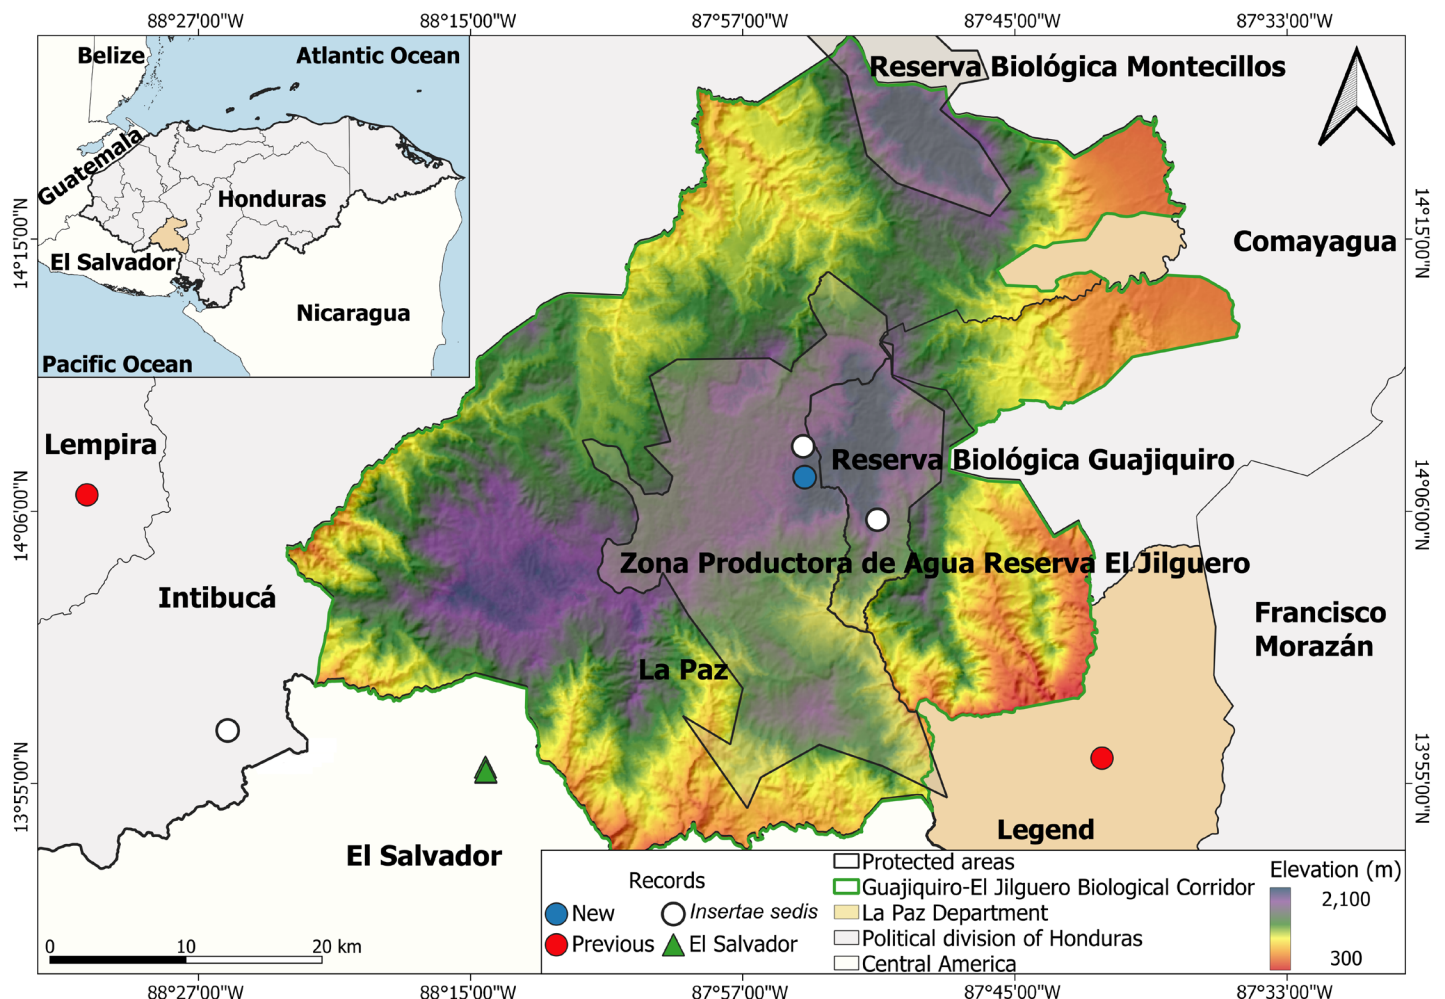 88°27'00"W
88°15'00"W
87°57'00"W
87°45'00"W
87°33'00"W
Belize
Atlantic Ocean
Guatemala
Honduras
El Salvador
Nicaragua
Pacific Ocean
Reserva Biológica Montecillos
14°15'00"N
14°15'00"N
Comayagua
Lempira
Reserva Biológica Guajiquiro
14°06'00"N
14°06'00"N
Zona Productora de Agua Reserva El Jilguero
Intibucá
Francisco
Morazán
La Paz
13°55'00"N
13°55'00"N
El Salvador
Legend
Records
New
Insertae sedis
Previous
El Salvador
Protected areas
Guajiquiro-El Jilguero Biological Corridor
La Paz Department
Political division of Honduras
Central America
Elevation (m)
2,100
300
0
10
20 km
88°27'00"W
88°15'00"W
87°57'00"W
87°45'00"W
87°33'00"W